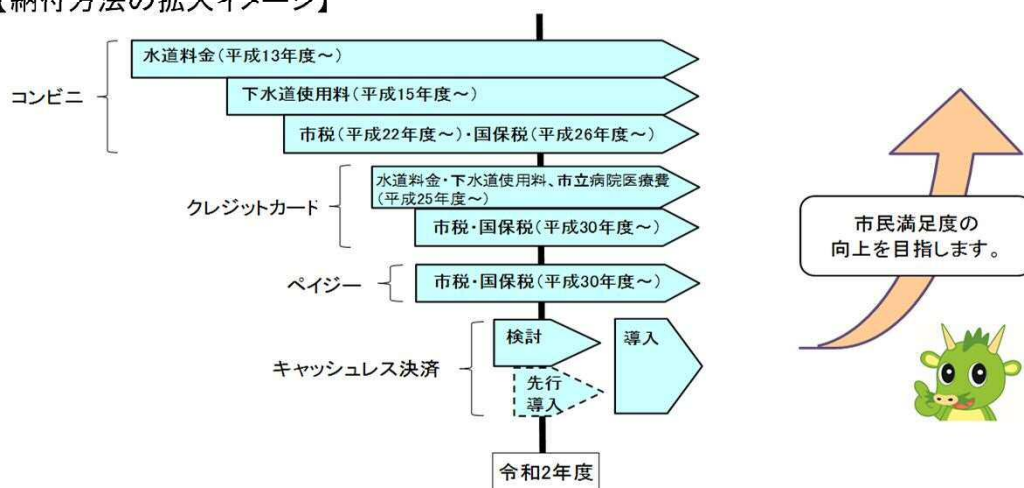 【納付方法の拡大イメージ】
コンビニ
水道料金(平成13年度～)
下水道使用料(平成15年度～)
市税(平成22年度～)・国保税(平成26年度～)
クレジットカード
水道料金・下水道使用料、市立病院医療費
(平成25年度～)
市税・国保税(平成30年度～)
ペイジー
市税・国保税(平成30年度～)
キャッシュレス決済
検討
先行
導入
導入
令和2年度
市民満足度の
向上を目指します。